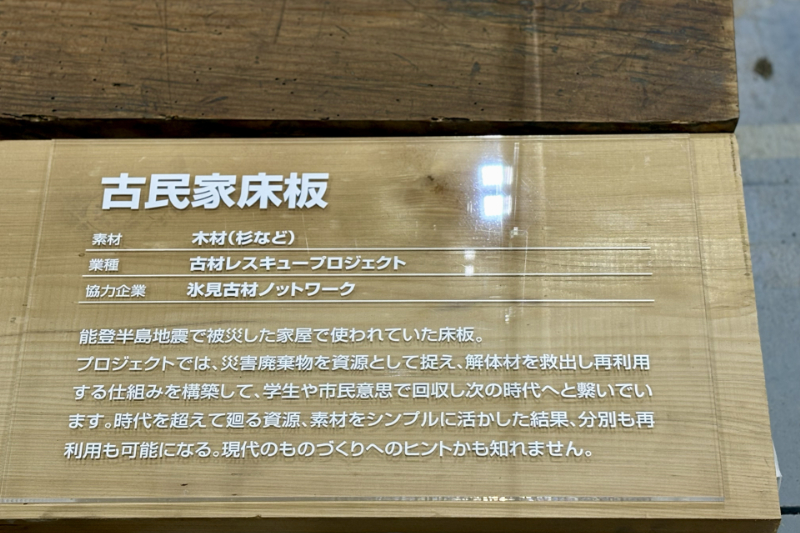 古民家床板
素材 木材(杉など)
業種 古材レスキュープロジェクト
協力企業 氷見古材ノットワーク
能登半島地震で被災した家屋で使われていた床板。
プロジェクトでは、災害廃棄物を資源として捉え、解体材を救出し再利用
する仕組みを構築して、学生や市民意思で回収し次の時代へと繋いでい
ます。時代を超えて廻る資源、素材をシンプルに活かした結果、分別も再
利用も可能になる。現代のものづくりへのヒントかも知れません。